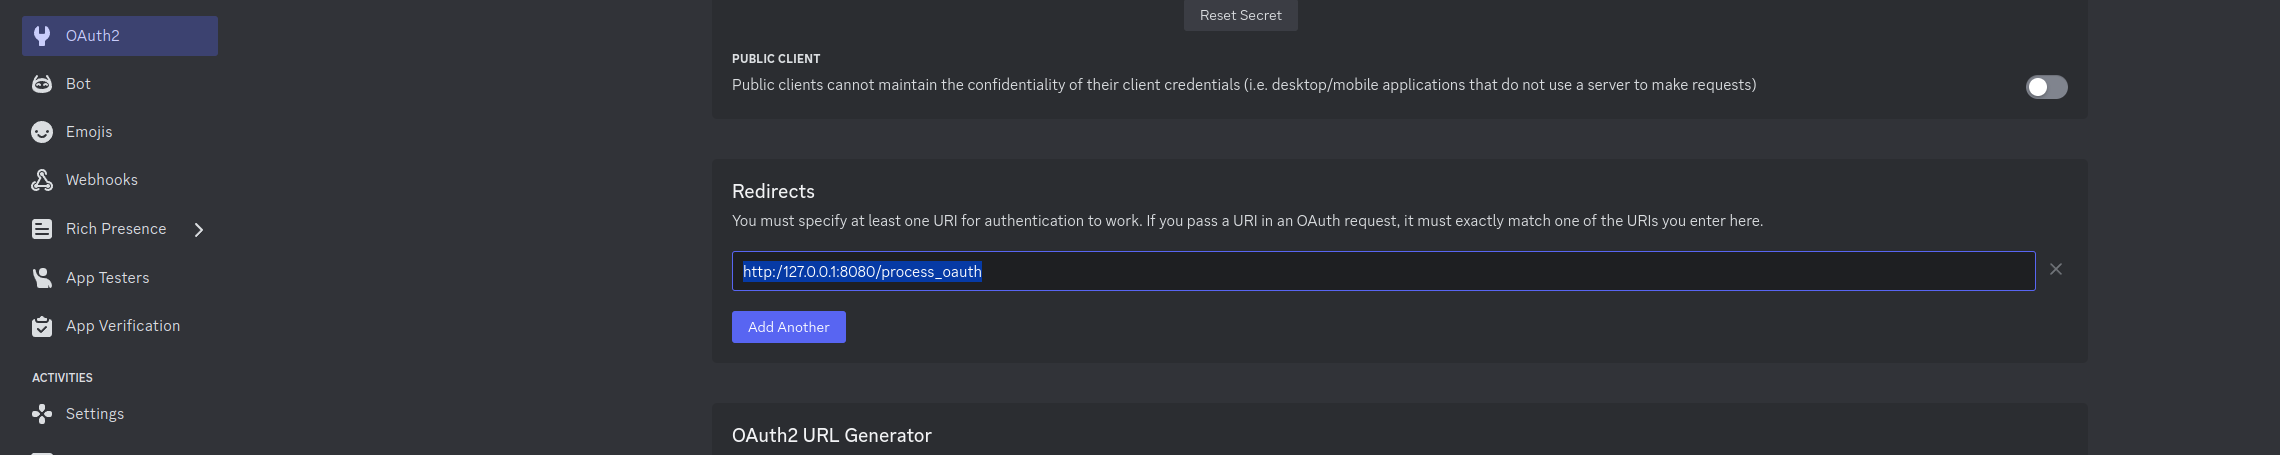 OAuth2
Bot
Emojis
Webhooks
Rich Presence
App Testers
App Verification
ACTIVITIES
Settings
Reset Secret
PUBLIC CLIENT
Public clients cannot maintain the confidentiality of their client credentials (i.e. desktop/mobile applications that do not use a server to make requests)
Redirects
You must specify at least one URI for authentication to work. If you pass a URI in an OAuth request, it must exactly match one of the URIs you enter here.
http:/127.0.0.1:8080/process_oauth
Add Another
OAuth2 URL Generator